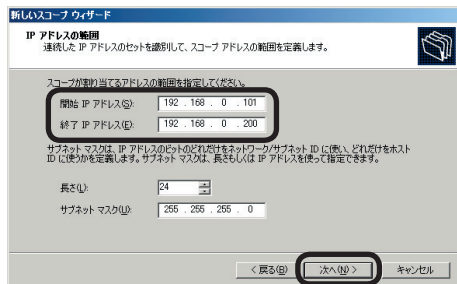 新しいスコープ ウィザード
IP アドレスの範囲
連続した IP アドレスのセットを識別して、スコープ アドレスの範囲を定義します。
スコープが割り当てるアドレスの範囲を指定してください。
開始 IP アドレス(S):
192 . 168 . 0 . 101
終了 IP アドレス(E):
192 . 168 . 0 . 200
サブネット マスクは、IP アドレスのビットのどれだけをネットワーク/サブネット ID に使い、どれだけをホスト
ID に使うかを定義します。サブネット マスクは、長さもしくは IP アドレスを使って指定できます。
長さ(L):
24
サブネット マスク(U):
255 . 255 . 255 . 0
< 戻る(B)
次へ(N) >
キャンセル